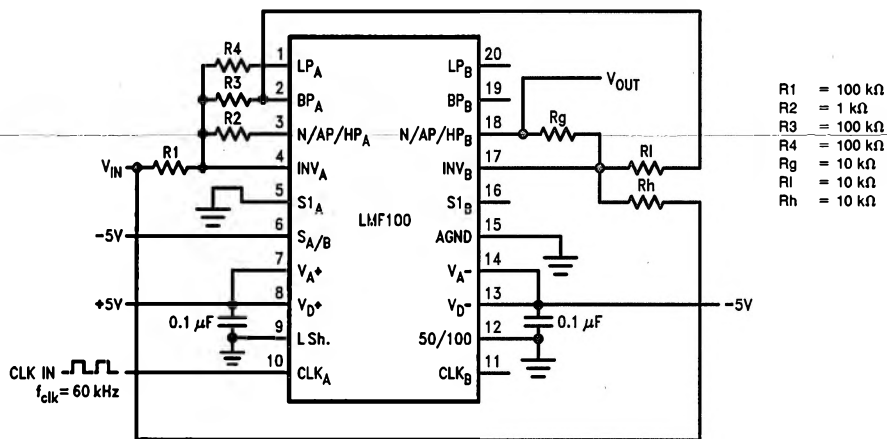 R4
1
LPA
R3
2
BPA
R2
3
N/AP/HPA
VIN
R1
4
INVA
5
S1A
-5V
6
SA/B
7
VA+
+5V
8
VD+
0.1 μF
9
LSh.
CLK IN
10
CLKA
fclk = 60 kHz
LMF100
20
LPB
19
BPB
VOUT
18
N/AP/HPB
Rg
17
INVB
Rl
16
S1B
Rh
15
AGND
14
VA-
13
VD-
-5V
12
50/100
0.1 μF
11
CLKB
R1 = 100 kΩ
R2 = 1 kΩ
R3 = 100 kΩ
R4 = 100 kΩ
Rg = 10 kΩ
Rl = 10 kΩ
Rh = 10 kΩ